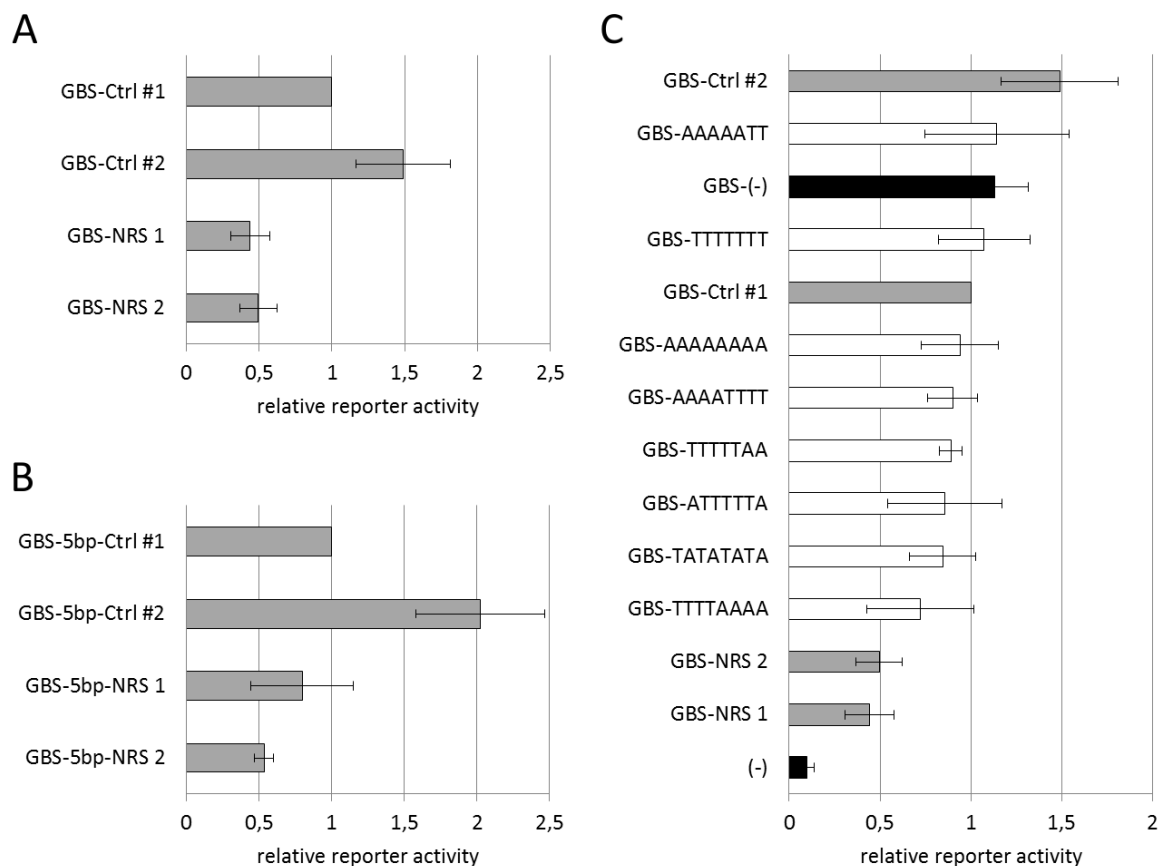 A
GBS-Ctrl #1
GBS-Ctrl #2
GBS-NRS 1
GBS-NRS 2
0 0,5 1 1,5 2 2,5
relative reporter activity
B
GBS-5bp-Ctrl #1
GBS-5bp-Ctrl #2
GBS-5bp-NRS 1
GBS-5bp-NRS 2
0 0,5 1 1,5 2 2,5
relative reporter activity
C
GBS-Ctrl #2
GBS-AAAAATT
GBS-(-)
GBS-TTTTTTT
GBS-Ctrl #1
GBS-AAAAAAAA
GBS-AAAATTTT
GBS-TTTTTAA
GBS-ATTTTTA
GBS-TATATATA
GBS-TTTTAAAA
GBS-NRS 2
GBS-NRS 1
(-)
0 0,5 1 1,5 2
relative reporter activity